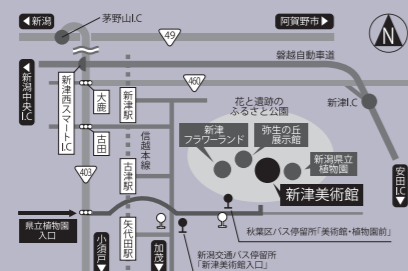 ◀新潟
茅野山I.C
49
阿賀野市▶
N
◀新潟中央I.C
磐越自動車道
新津西スマートI.C
大鹿
新津駅
460
花と遺跡の
ふるさと公園
新津I.C
吉田
信越本線
新津
フラワーランド
弥生の丘
展示館
新潟県立
植物園
403
古津駅
新津美術館
安田I.C▶
県立植物園
入口
小須戸▶
矢代田駅
加茂▶
秋葉区バス停留所「美術館・植物園前」
新潟交通バス停留所
「新津美術館入口」